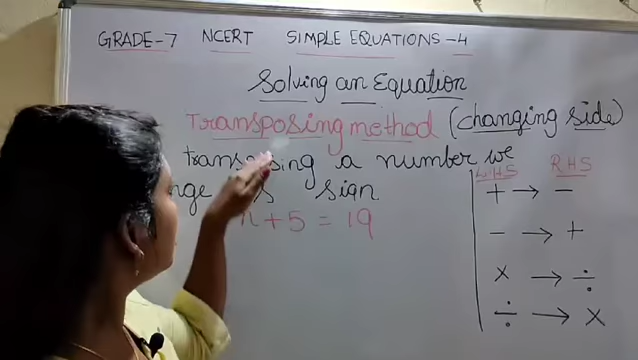 GRADE-7 NCERT SIMPLE EQUATIONS-4
Solving an Equation
Transposing method (changing side)
transposing a number we
sign
+5 = 19
LHS RHS
+ → −
− → +
× → ÷
÷ → ×